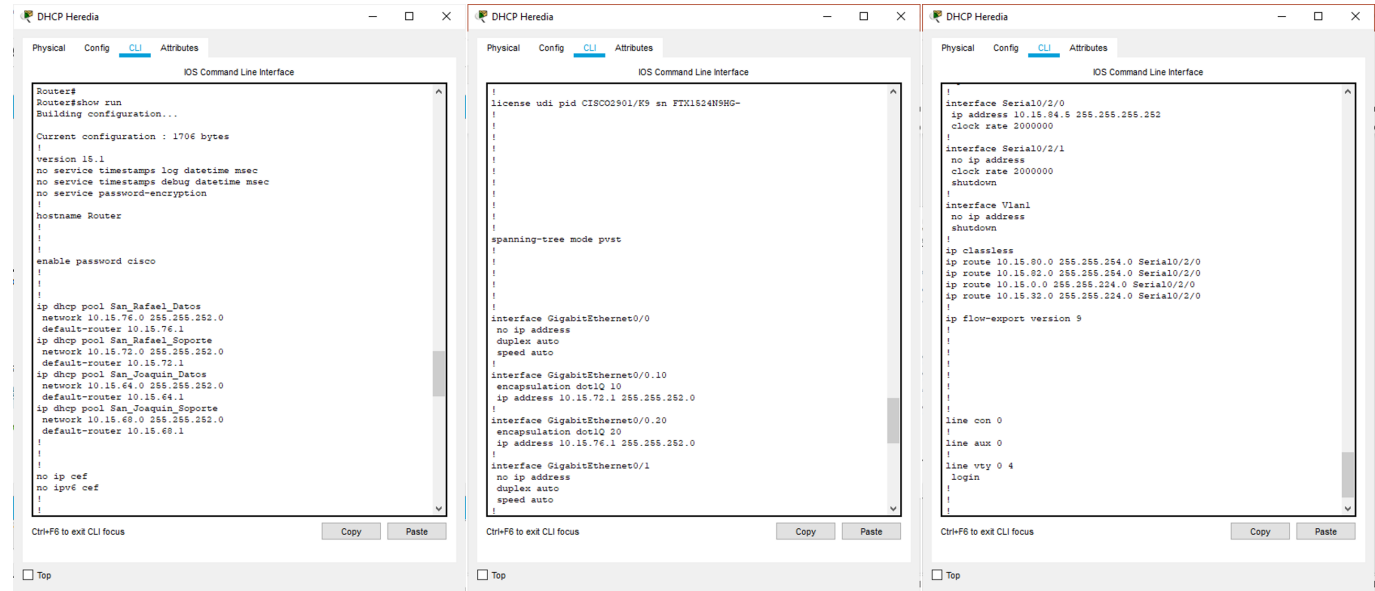 DHCP Heredia
Physical Config CLI Attributes
IOS Command Line Interface
Router#
Router#show run
Building configuration...
Current configuration : 1706 bytes
!
version 15.1
no service timestamps log datetime msec
no service timestamps debug datetime msec
no service password-encryption
!
hostname Router
!
!
!
enable password cisco
!
!
!
ip dhcp pool San_Rafael_Datos
network 10.15.76.0 255.255.252.0
default-router 10.15.76.1
ip dhcp pool San_Rafael_Soporte
network 10.15.72.0 255.255.252.0
default-router 10.15.72.1
ip dhcp pool San_Joaquin_Datos
network 10.15.64.0 255.255.252.0
default-router 10.15.64.1
ip dhcp pool San_Joaquin_Soporte
network 10.15.68.0 255.255.252.0
default-router 10.15.68.1
!
!
!
no ip cef
no ipv6 cef
!
!
Ctrl+F6 to exit CLI focus
Copy Paste
Top
DHCP Heredia
Physical Config CLI Attributes
IOS Command Line Interface
!
license udi pid CISCO2901/K9 sn FTX1524N9HG-
!
!
!
!
!
!
!
!
!
!
!
spanning-tree mode pvst
!
!
!
!
!
!
interface GigabitEthernet0/0
no ip address
duplex auto
speed auto
!
interface GigabitEthernet0/0.10
encapsulation dot1Q 10
ip address 10.15.72.1 255.255.252.0
!
interface GigabitEthernet0/0.20
encapsulation dot1Q 20
ip address 10.15.76.1 255.255.252.0
!
interface GigabitEthernet0/1
no ip address
duplex auto
speed auto
!
Ctrl+F6 to exit CLI focus
Copy Paste
Top
DHCP Heredia
Physical Config CLI Attributes
IOS Command Line Interface
!
interface Serial0/2/0
ip address 10.15.84.5 255.255.255.252
clock rate 2000000
!
interface Serial0/2/1
no ip address
clock rate 2000000
shutdown
!
interface Vlan1
no ip address
shutdown
!
ip classless
ip route 10.15.80.0 255.255.254.0 Serial0/2/0
ip route 10.15.82.0 255.255.254.0 Serial0/2/0
ip route 10.15.0.0 255.255.224.0 Serial0/2/0
ip route 10.15.32.0 255.255.224.0 Serial0/2/0
!
ip flow-export version 9
!
!
!
!
!
!
!
!
line con 0
!
line aux 0
!
line vty 0 4
login
!
!
!
Ctrl+F6 to exit CLI focus
Copy Paste
Top